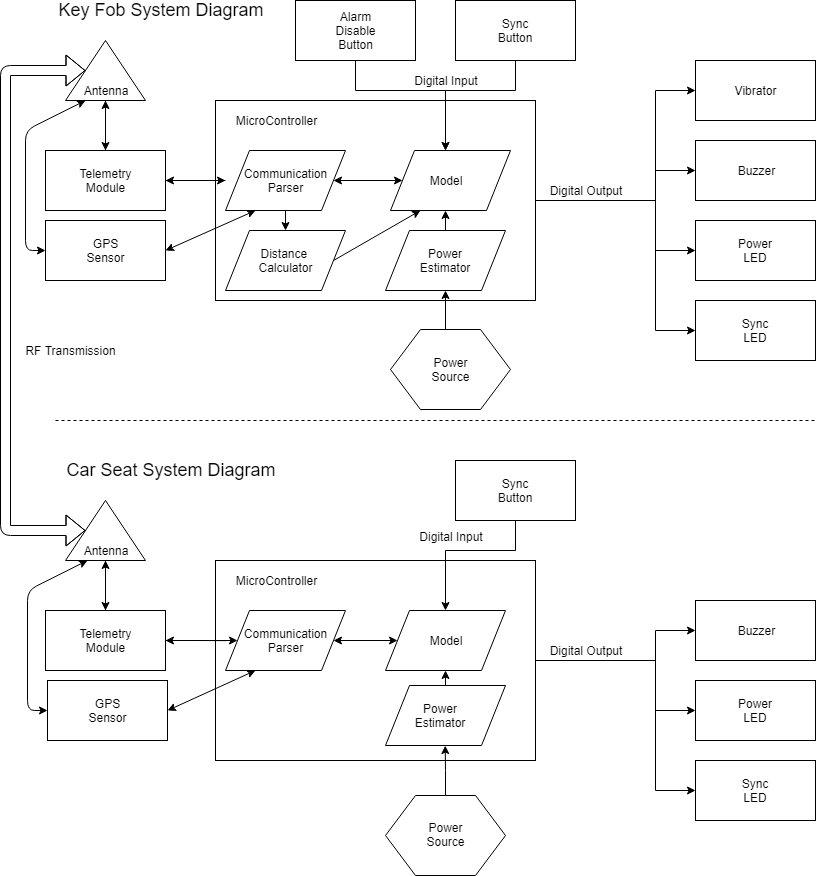 Key Fob System Diagram
Alarm
Disable
Button
Sync
Button
Digital Input
Antenna
MicroController
Vibrator
Telemetry
Module
Communication
Parser
Model
Buzzer
Digital Output
GPS
Sensor
Distance
Calculator
Power
Estimator
Power
LED
Sync
LED
RF Transmission
Power
Source
Car Seat System Diagram
Sync
Button
Digital Input
Antenna
MicroController
Telemetry
Module
Communication
Parser
Model
Buzzer
Digital Output
GPS
Sensor
Power
Estimator
Power
LED
Sync
LED
Power
Source